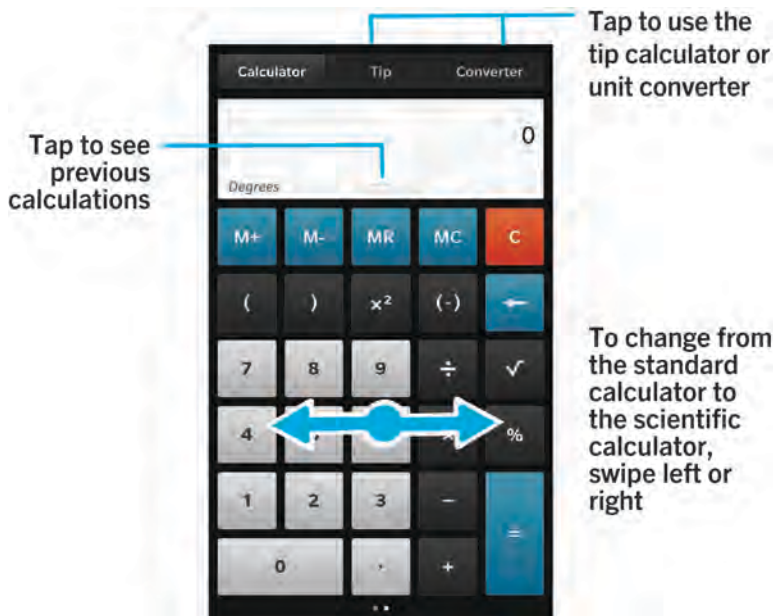 Tap to use the
tip calculator or
unit converter
Calculator Tip Converter
0
Tap to see
previous
calculations
Degrees
M+ M- MR MC C
( ) x² (-)
7 8 9 ÷ √
To change from
the standard
calculator to
the scientific
calculator,
swipe left or
right
4 %
1 2 3 − =
0 . +